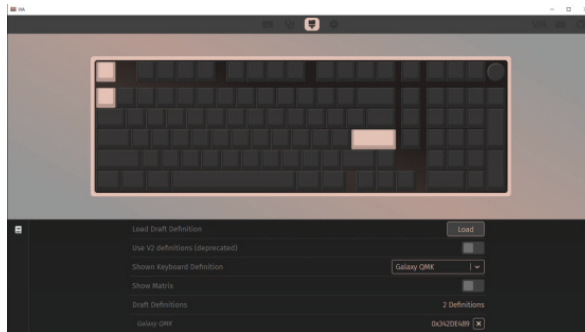 VIA
Load Draft Definition
Load
Use V2 definitions (deprecated)
Shown Keyboard Definition
Galaxy QMK
Show Matrix
Draft Definitions
2 Definitions
Galaxy QMK
0x342DE4B9